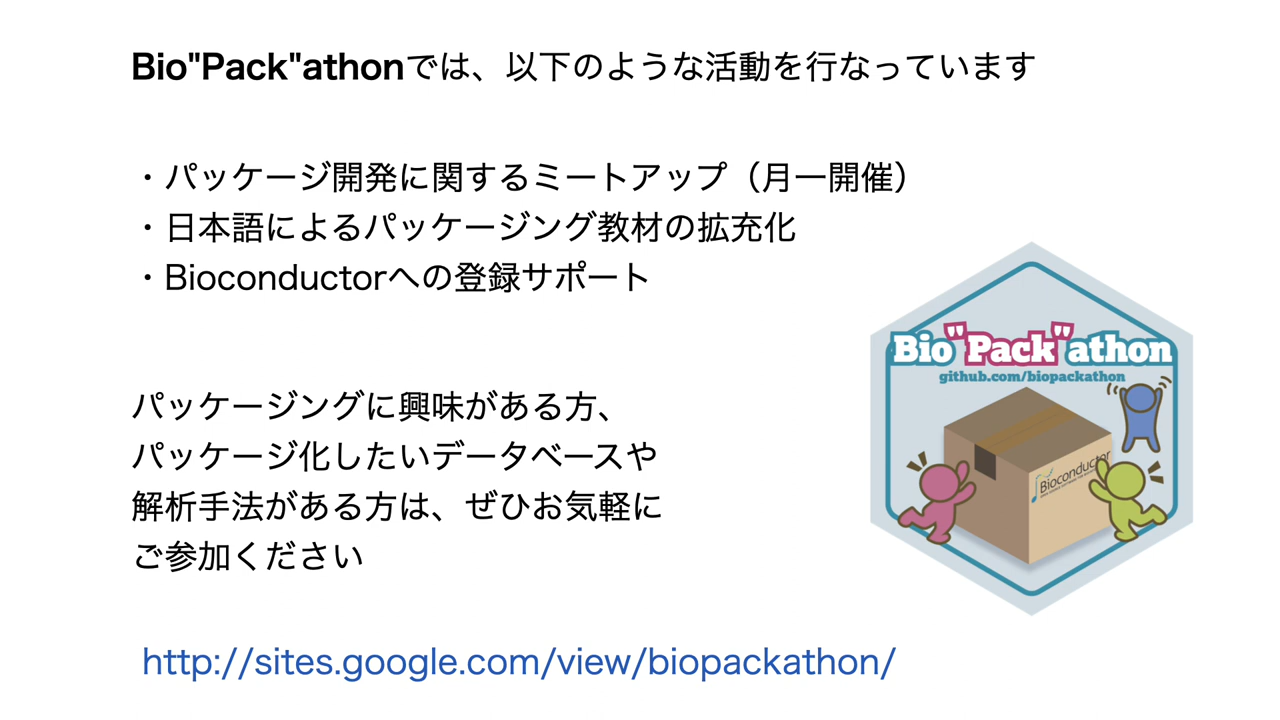 Bio"Pack"athonでは、以下のような活動を行なっています
・パッケージ開発に関するミートアップ（月一開催）
・日本語によるパッケージング教材の拡充化
・Bioconductorへの登録サポート
パッケージングに興味がある方、
パッケージ化したいデータベースや
解析手法がある方は、ぜひお気軽に
ご参加ください
http://sites.google.com/view/biopackathon/
Bio"Pack"athon
github.com/biopackathon
Bioconductor